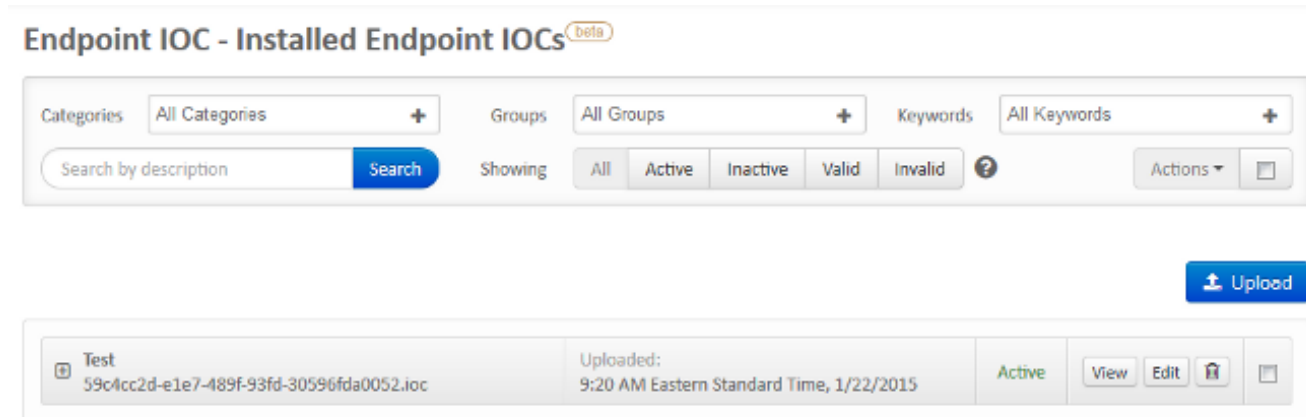 Endpoint IOC - Installed Endpoint IOCs beta
Categories All Categories + Groups All Groups + Keywords All Keywords +
Search by description Search Showing All Active Inactive Valid Invalid ? Actions
Upload
Test Uploaded:
59c4cc2d-e1e7-489f-93fd-30596fda0052.ioc 9:20 AM Eastern Standard Time, 1/22/2015 Active View Edit